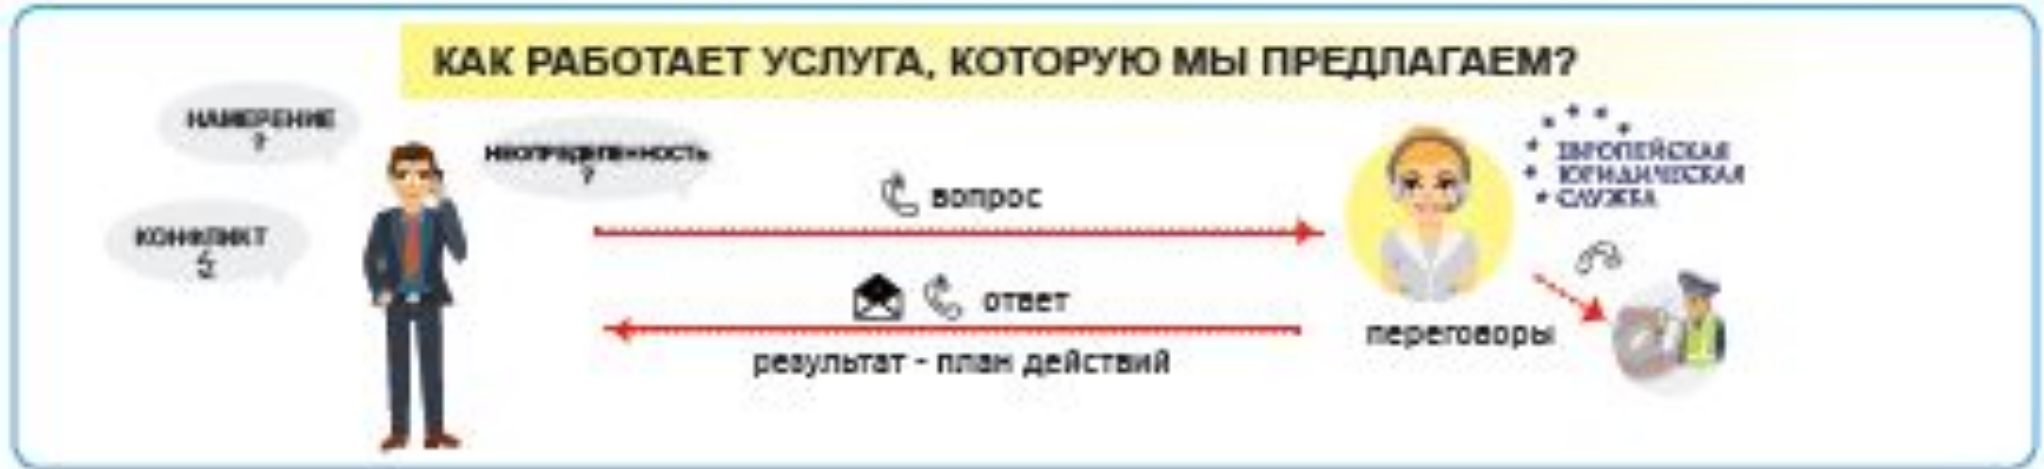 КАК РАБОТАЕТ УСЛУГА, КОТОРУЮ МЫ ПРЕДЛАГАЕМ?
НАМЕРЕНИЕ
?
НЕОПРЕДЕЛЕННОСТЬ
?
КОНФЛИКТ
вопрос
ЕВРОПЕЙСКАЯ
ЮРИДИЧЕСКАЯ
СЛУЖБА
ответ
результат - план действий
переговоры